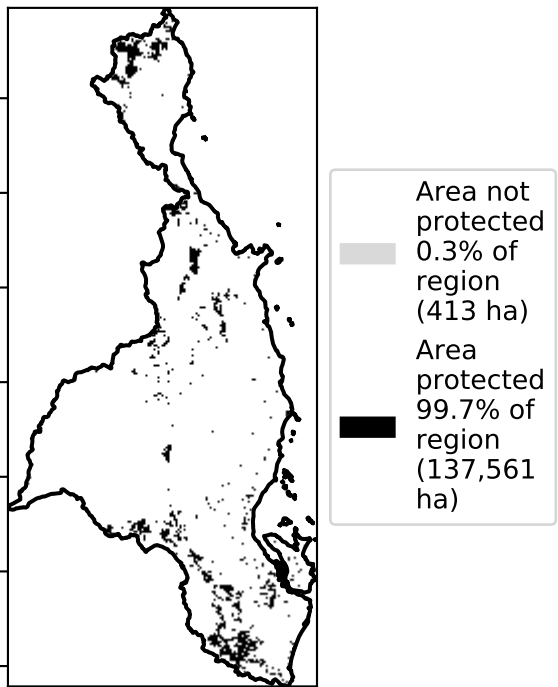 Area not
protected
0.3% of
region
(413 ha)
Area
protected
99.7% of
region
(137,561
ha)